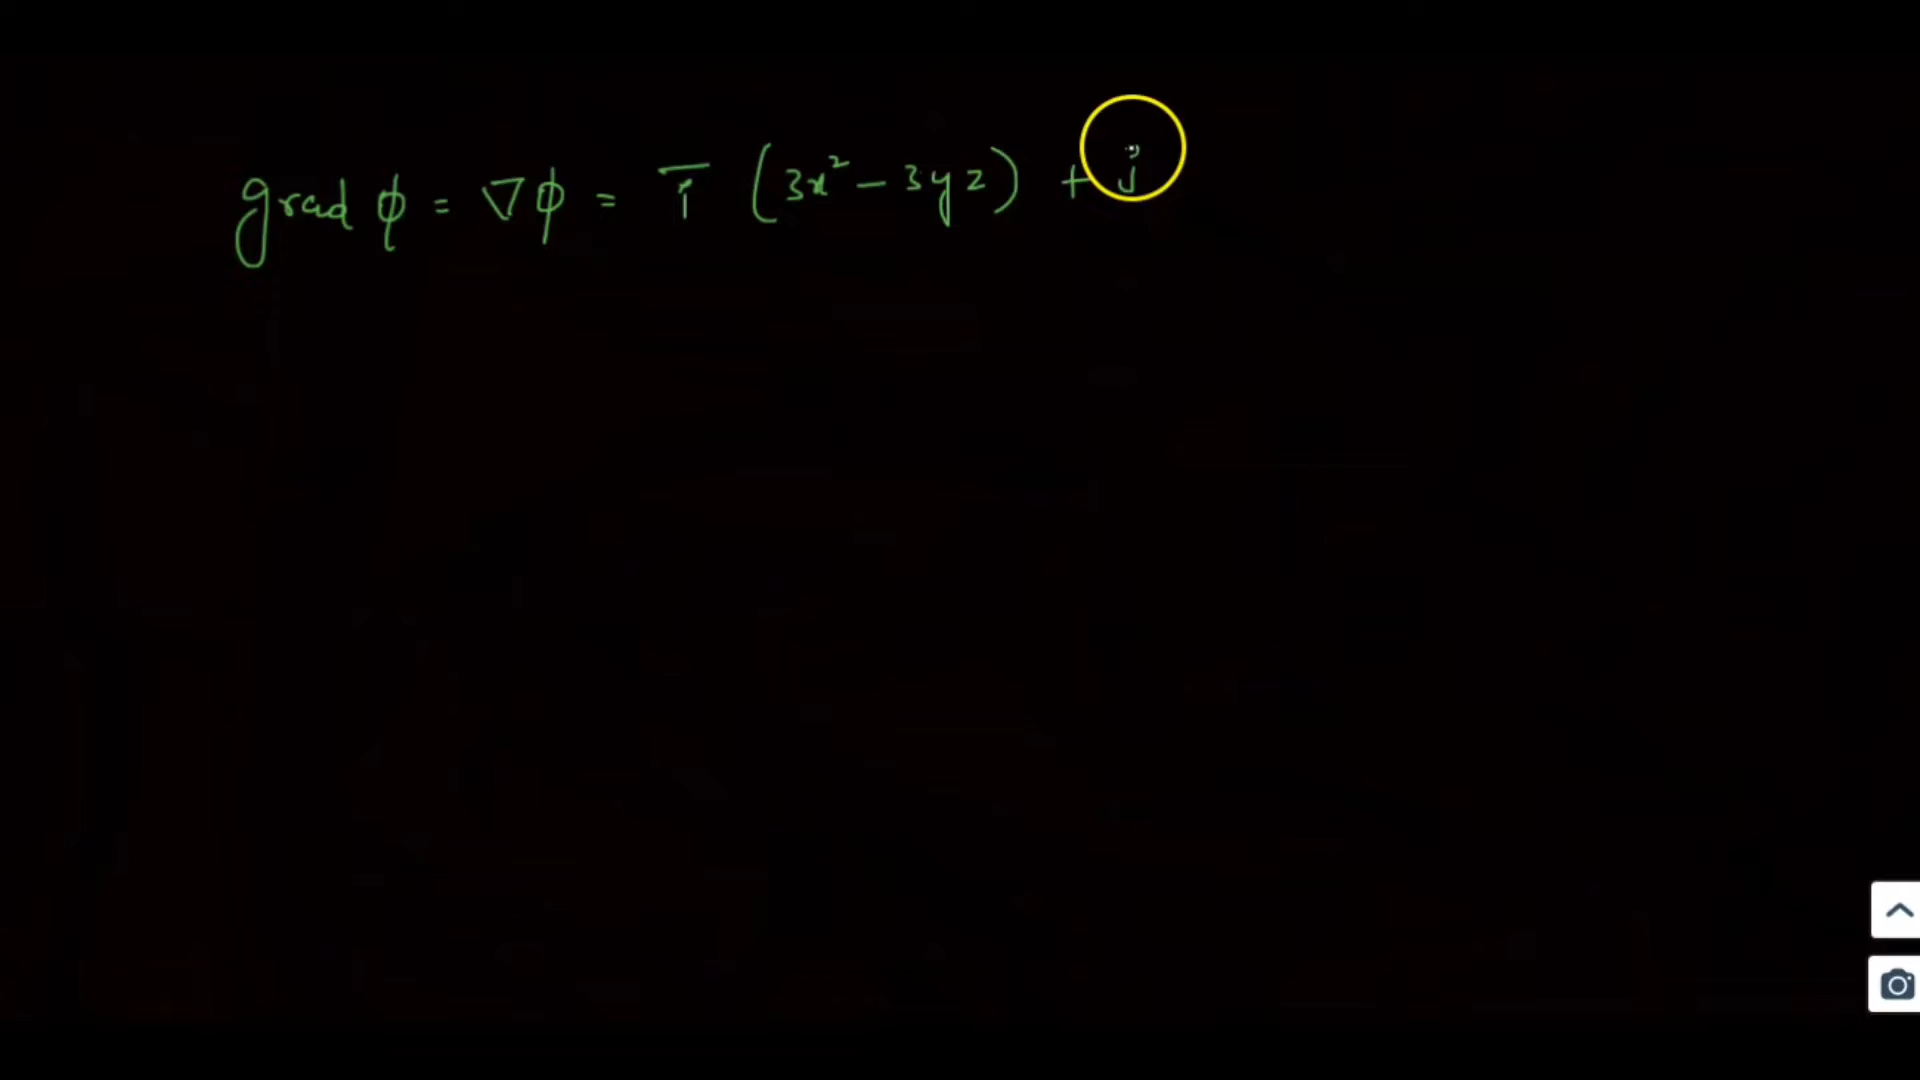 grad ϕ = ∇ϕ = i̅ (3x² - 3yz) + j